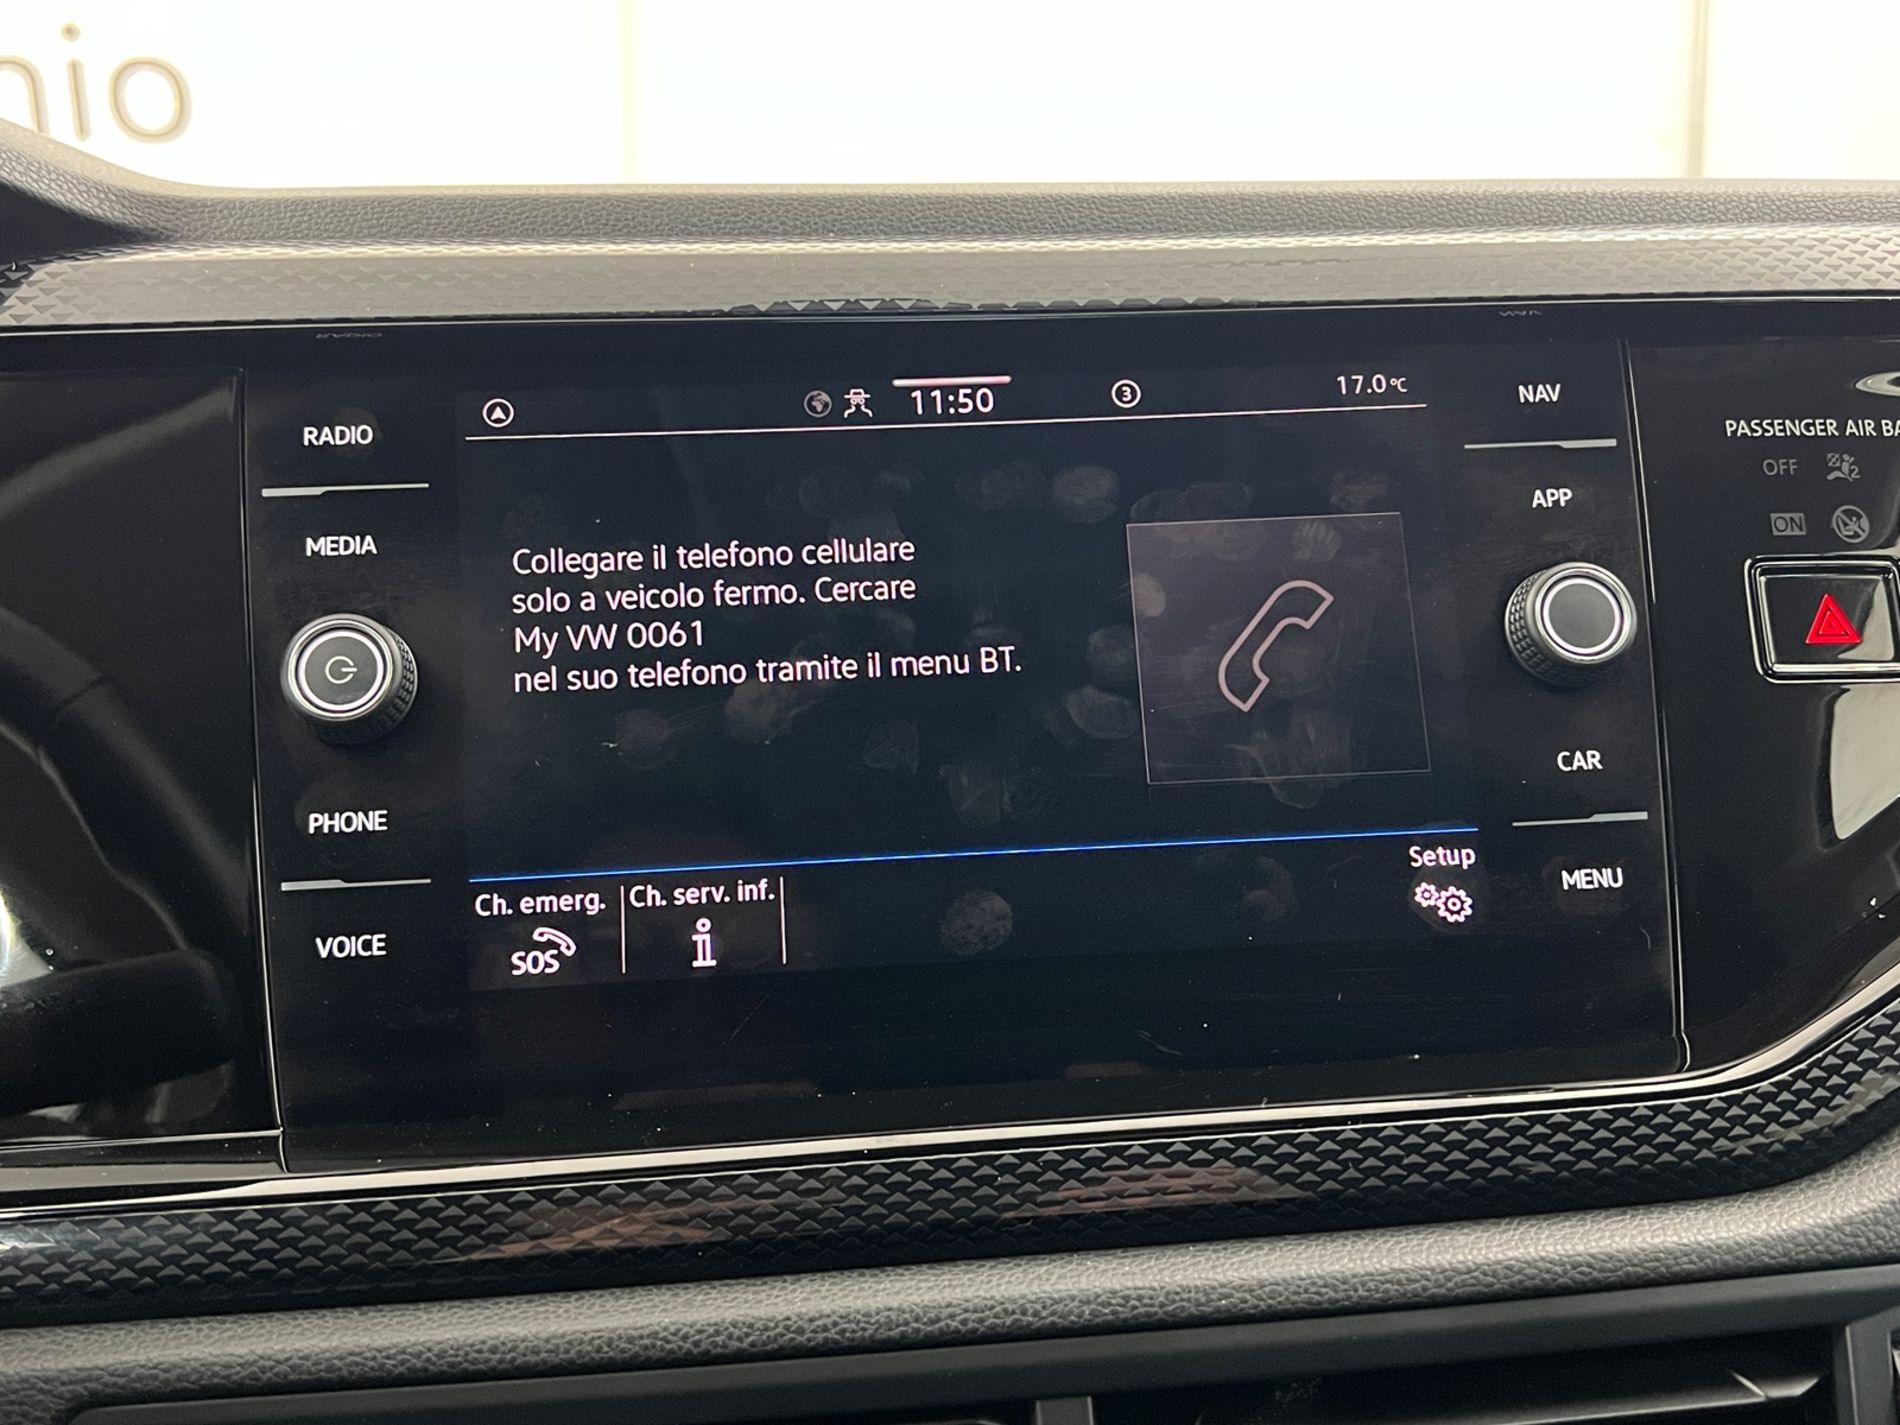 nio
11:50
3
17.0°C
NAV
RADIO
PASSENGER AIR BA
OFF
2
APP
ON
MEDIA
Collegare il telefono cellulare
solo a veicolo fermo. Cercare
My VW 0061
nel suo telefono tramite il menu BT.
CAR
PHONE
Setup
MENU
Ch. emerg.
Ch. serv. inf.
SOS
i
VOICE